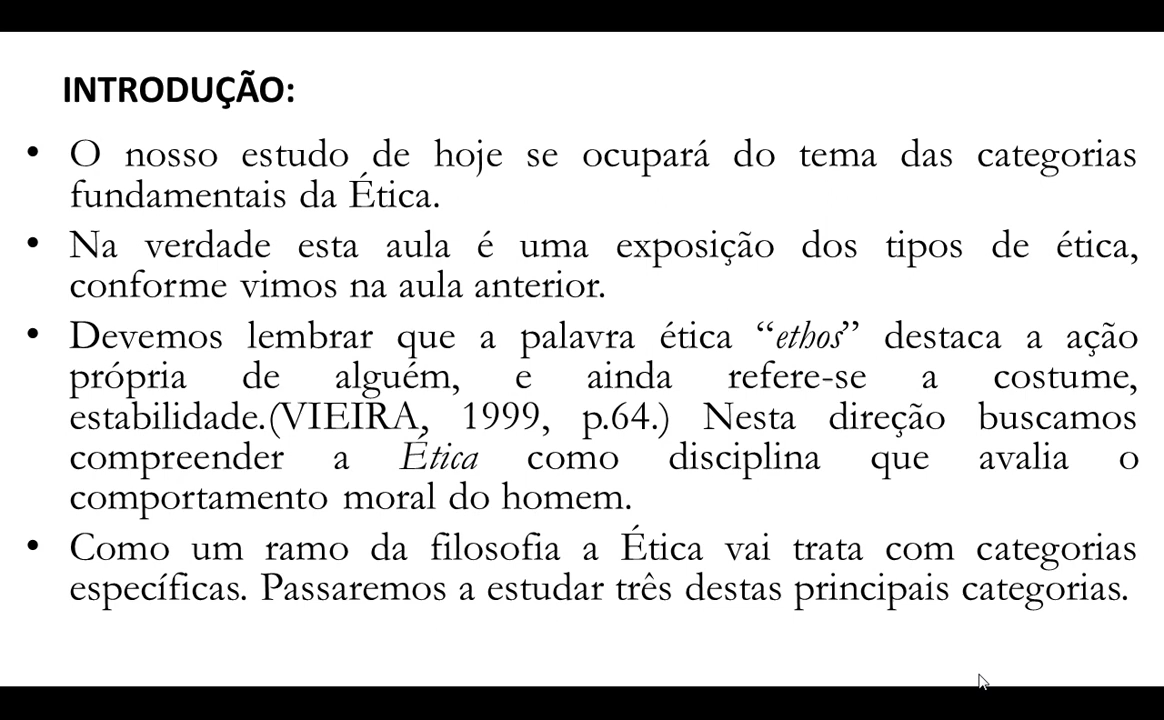 INTRODUÇÃO:
• O nosso estudo de hoje se ocupará do tema das categorias
fundamentais da Ética.
• Na verdade esta aula é uma exposição dos tipos de ética,
conforme vimos na aula anterior.
• Devemos lembrar que a palavra ética “ethos” destaca a ação
própria de alguém, e ainda refere-se a costume,
estabilidade.(VIEIRA, 1999, p.64.) Nesta direção buscamos
compreender a Ética como disciplina que avalia o
comportamento moral do homem.
• Como um ramo da filosofia a Ética vai trata com categorias
específicas. Passaremos a estudar três destas principais categorias.